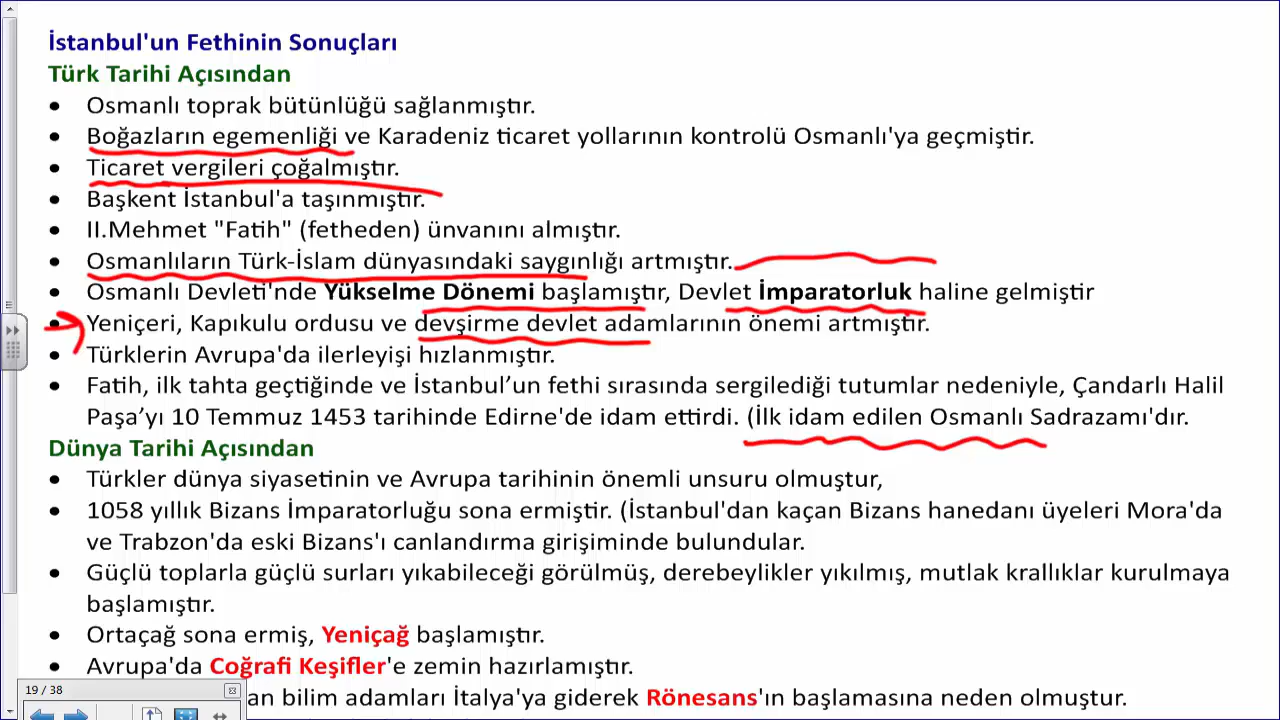 İstanbul'un Fethinin Sonuçları
Türk Tarihi Açısından
• Osmanlı toprak bütünlüğü sağlanmıştır.
• Boğazların egemenliği ve Karadeniz ticaret yollarının kontrolü Osmanlı'ya geçmiştir.
• Ticaret vergileri çoğalmıştır.
• Başkent İstanbul'a taşınmıştır.
• II.Mehmet "Fatih" (fetheden) ünvanını almıştır.
• Osmanlıların Türk-İslam dünyasındaki saygınlığı artmıştır.
• Osmanlı Devleti'nde Yükselme Dönemi başlamıştır, Devlet İmparatorluk haline gelmiştir
• Yeniçeri, Kapıkulu ordusu ve devşirme devlet adamlarının önemi artmıştır.
• Türklerin Avrupa'da ilerleyişi hızlanmıştır.
• Fatih, ilk tahta geçtiğinde ve İstanbul’un fethi sırasında sergilediği tutumlar nedeniyle, Çandarlı Halil
Paşa’yı 10 Temmuz 1453 tarihinde Edirne'de idam ettirdi. (İlk idam edilen Osmanlı Sadrazamı'dır.
Dünya Tarihi Açısından
• Türkler dünya siyasetinin ve Avrupa tarihinin önemli unsuru olmuştur,
• 1058 yıllık Bizans İmparatorluğu sona ermiştir. (İstanbul'dan kaçan Bizans hanedanı üyeleri Mora'da
ve Trabzon'da eski Bizans'ı canlandırma girişiminde bulundular.
• Güçlü toplarla güçlü surları yıkabileceği görülmüş, derebeylikler yıkılmış, mutlak krallıklar kurulmaya
başlamıştır.
• Ortaçağ sona ermiş, Yeniçağ başlamıştır.
• Avrupa'da Coğrafi Keşifler'e zemin hazırlamıştır.
bilim adamları İtalya'ya giderek Rönesans'ın başlamasına neden olmuştur.
19 / 38